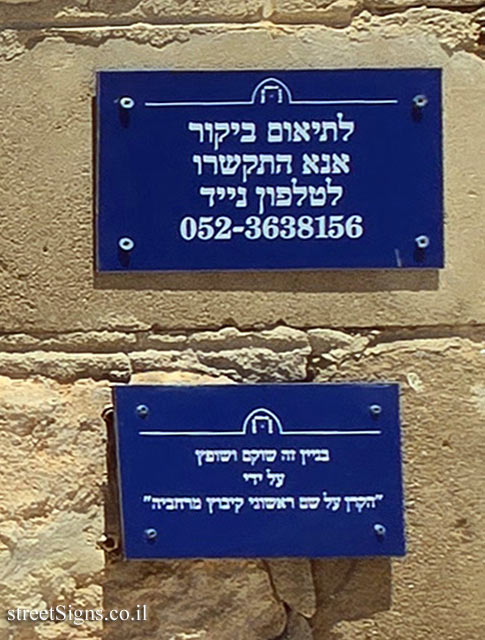 לתיאום ביקור
אנא התקשרו
לטלפון נייד
052-3638156
בניין זה שוקם ושופץ
על ידי
"הקרן על שם ראשוני קיבוץ מרחביה"
streetSigns.co.il